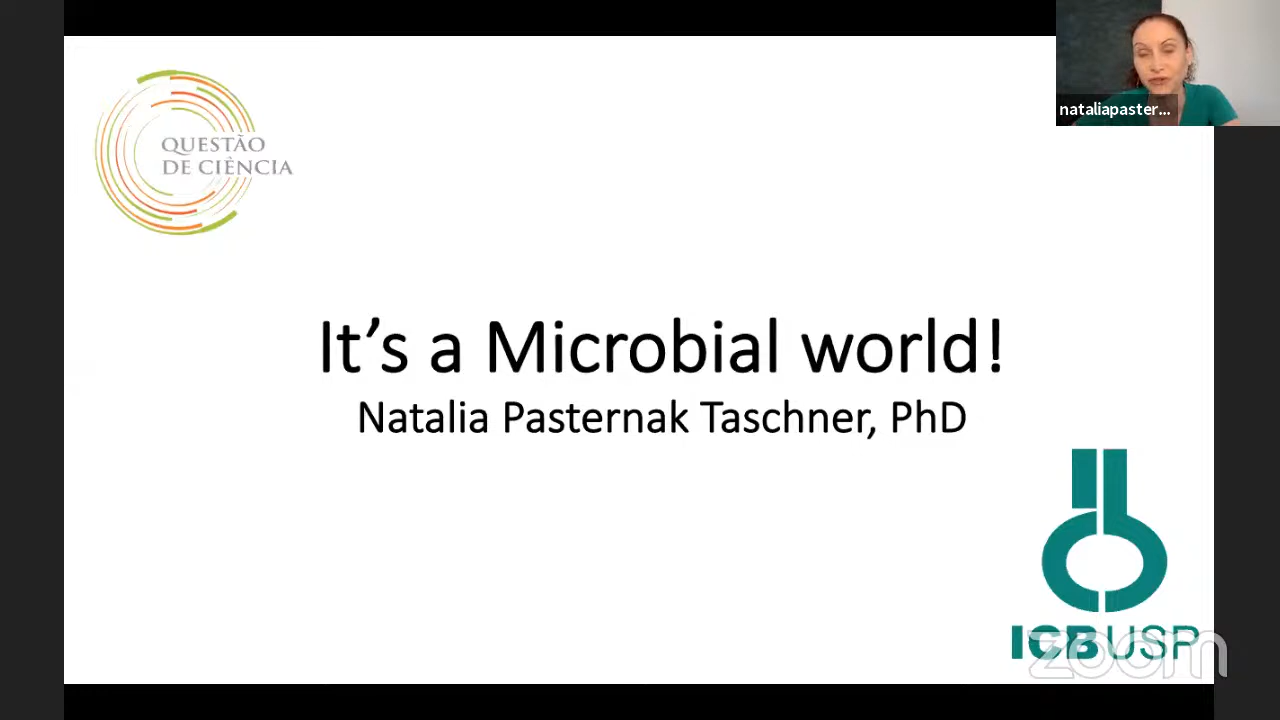 nataliapaster...
QUESTÃO
DE CIÊNCIA
It's a Microbial world!
Natalia Pasternak Taschner, PhD
ICBUSP
zoom